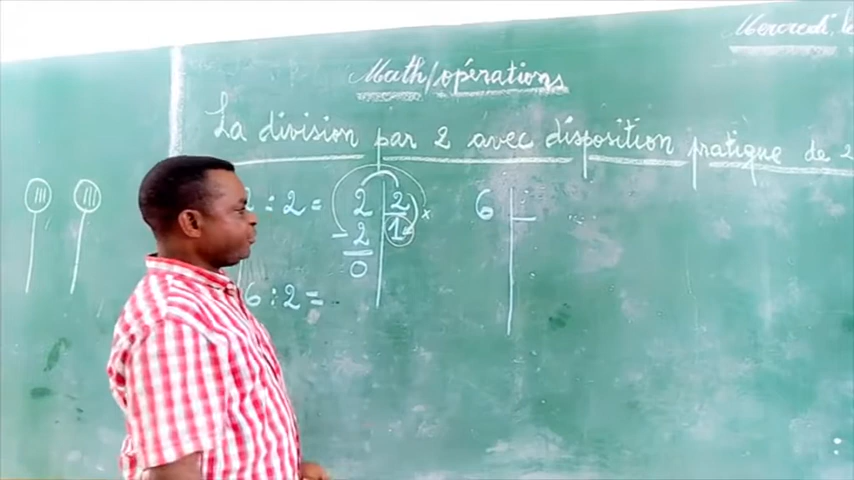 Mercredi,
Math/opérations
La division par 2 avec disposition pratique de 2
2 : 2 = 2 2
- 2 1
0
6
6 : 2 =